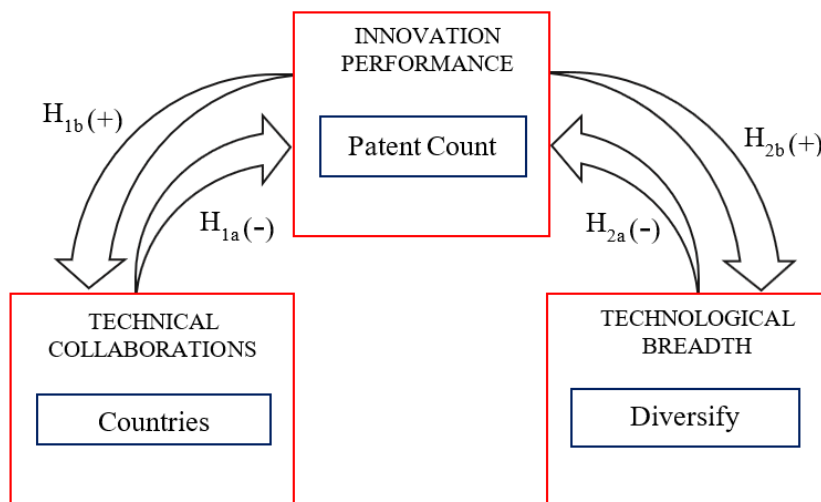 INNOVATION
PERFORMANCE
Patent Count
H1b(+)
H2b(+)
H1a(-)
H2a(-)
TECHNICAL
COLLABORATIONS
Countries
TECHNOLOGICAL
BREADTH
Diversify